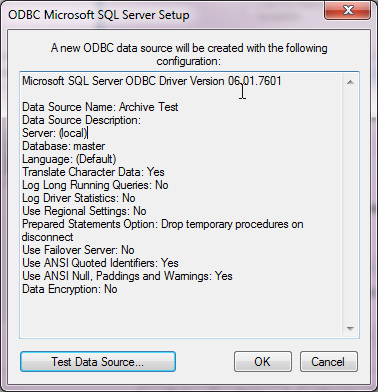 ODBC Microsoft SQL Server Setup
A new ODBC data source will be created with the following
configuration:
Microsoft SQL Server ODBC Driver Version 06.01.7601
Data Source Name: Archive Test
Data Source Description:
Server: (local)
Database: master
Language: (Default)
Translate Character Data: Yes
Log Long Running Queries: No
Log Driver Statistics: No
Use Regional Settings: No
Prepared Statements Option: Drop temporary procedures on
disconnect
Use Failover Server: No
Use ANSI Quoted Identifiers: Yes
Use ANSI Null, Paddings and Warnings: Yes
Data Encryption: No
Test Data Source...
OK
Cancel